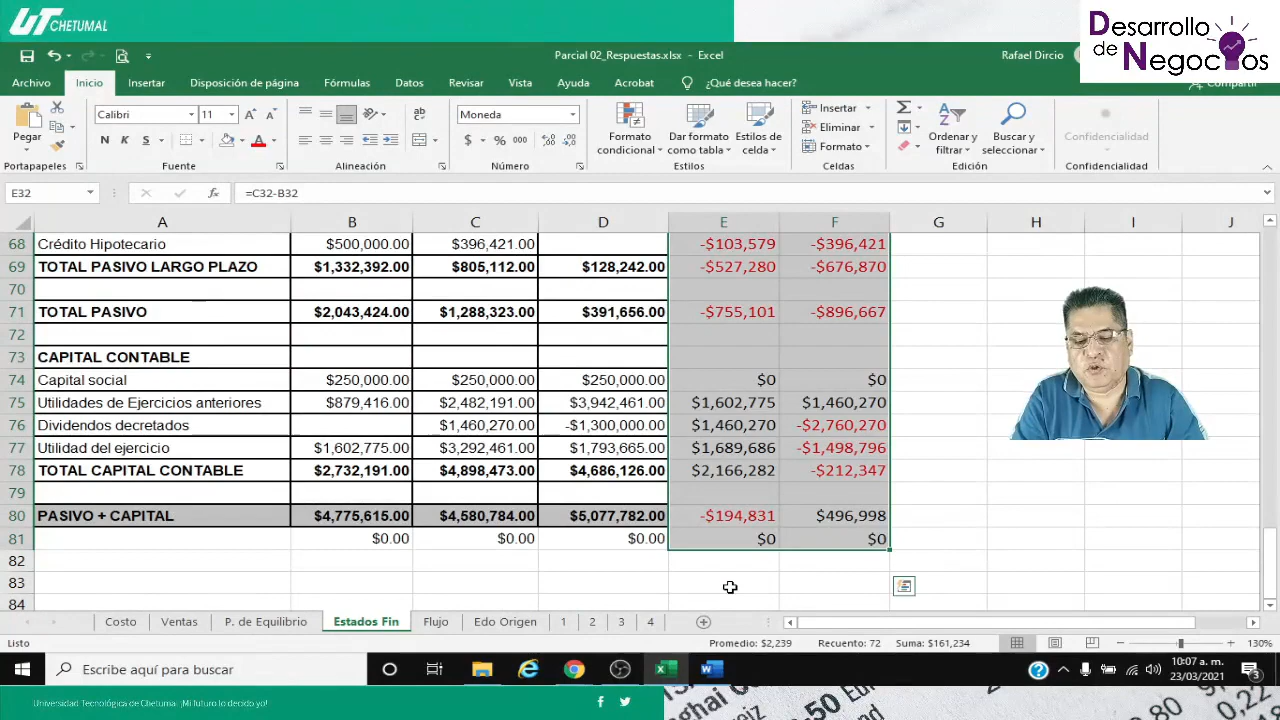 UT CHETUMAL
Desarrollo de Negocios
Parcial 02_Respuestas.xlsx - Excel
Rafael Dircio
Archivo Inicio Insertar Disposición de página Fórmulas Datos Revisar Vista Ayuda Acrobat ¿Qué desea hacer? Compartir
Pegar
Calibri 11
N K S
ab
Moneda
$ % 000
Formato condicional
Dar formato como tabla
Estilos de celda
Insertar
Eliminar
Formato
Ordenar y filtrar
Buscar y seleccionar
Confidencialidad
Portapapeles Fuente Alineación Número Estilos Celdas Edición Confidencialidad
E32 fx =C32-B32
A B C D E F G H I J
68 Crédito Hipotecario $500,000.00 $396,421.00 -$103,579 -$396,421
69 TOTAL PASIVO LARGO PLAZO $1,332,392.00 $805,112.00 $128,242.00 -$527,280 -$676,870
70
71 TOTAL PASIVO $2,043,424.00 $1,288,323.00 $391,656.00 -$755,101 -$896,667
72
73 CAPITAL CONTABLE
74 Capital social $250,000.00 $250,000.00 $250,000.00 $0 $0
75 Utilidades de Ejercicios anteriores $879,416.00 $2,482,191.00 $3,942,461.00 $1,602,775 $1,460,270
76 Dividendos decretados $1,460,270.00 -$1,300,000.00 $1,460,270 -$2,760,270
77 Utilidad del ejercicio $1,602,775.00 $3,292,461.00 $1,793,665.00 $1,689,686 -$1,498,796
78 TOTAL CAPITAL CONTABLE $2,732,191.00 $4,898,473.00 $4,686,126.00 $2,166,282 -$212,347
79
80 PASIVO + CAPITAL $4,775,615.00 $4,580,784.00 $5,077,782.00 -$194,831 $496,998
81 $0.00 $0.00 $0.00 $0 $0
82
83
84
Costo Ventas P. de Equilibrio Estados Fin Flujo Edo Origen 1 2 3 4
Listo Promedio: $2,239 Recuento: 72 Suma: $161,234 130%
Escribe aquí para buscar
10:07 a. m.
23/03/2021
3
Universidad Tecnológica de Chetumal. ¡Mi futuro lo decido yo!